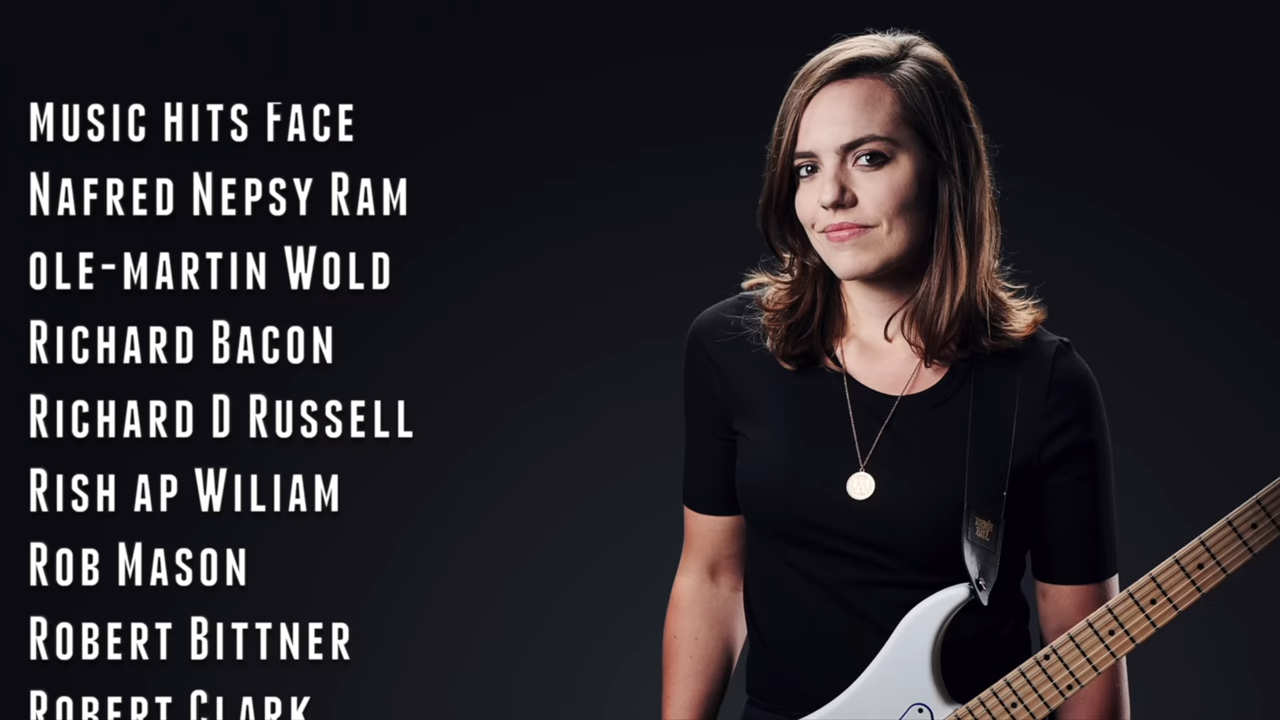 Music Hits Face
Nafred Nepsy Ram
ole-martin Wold
Richard Bacon
Richard D Russell
Rish ap Wiliam
Rob Mason
Robert Bittner
Robert Clark